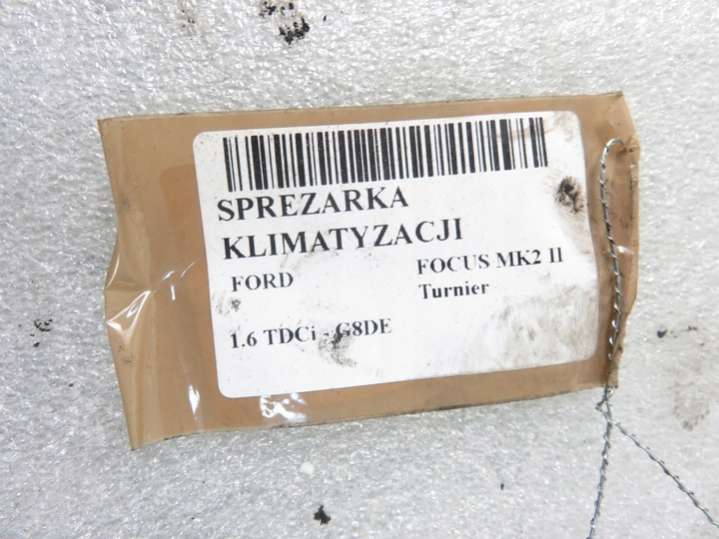 SPREZARKA
KLIMATYZACJI
FORD FOCUS MK2 II
Turnier
1.6 TDCi - G8DE